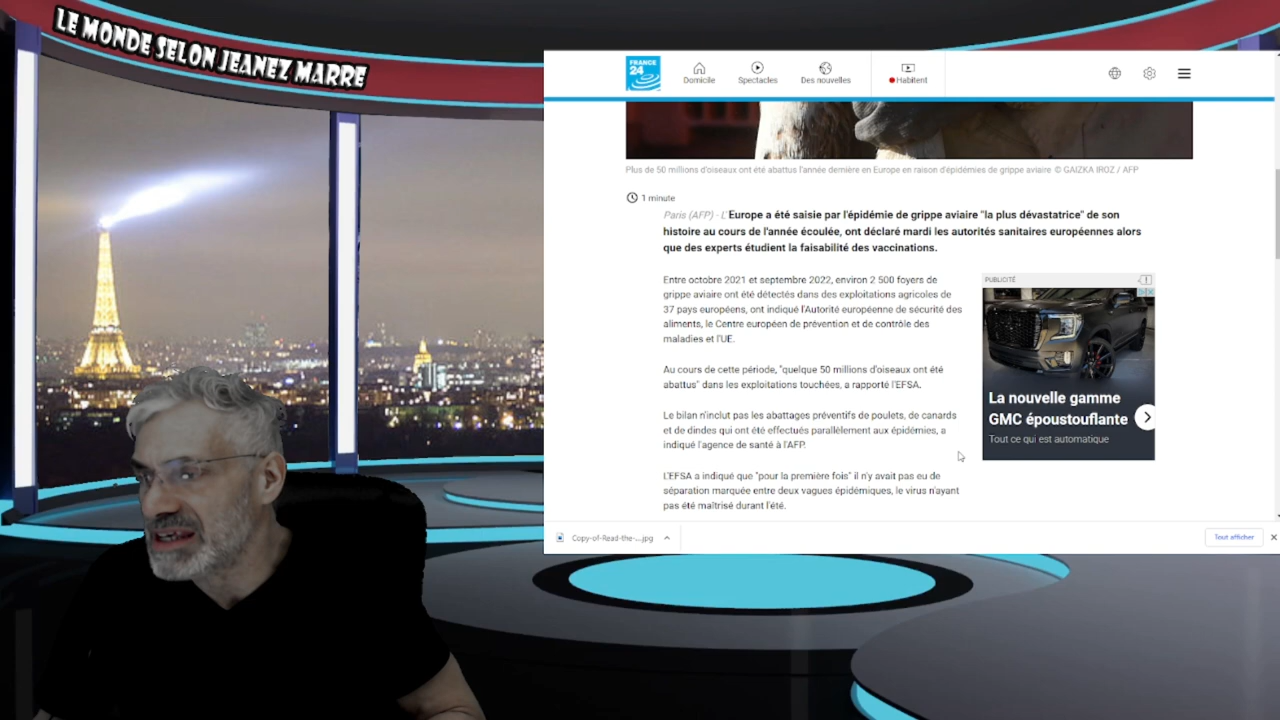 LE MONDE SELON JEANEZ MARRE
FRANCE
24
Domicile
Spectacles
Des nouvelles
Habitent
Plus de 50 millions d'oiseaux ont été abattus l'année dernière en Europe en raison d'épidémies de grippe aviaire © GAIZKA IROZ / AFP
1 minute
Paris (AFP) - L' Europe a été saisie par l'épidémie de grippe aviaire "la plus dévastatrice" de son
histoire au cours de l'année écoulée, ont déclaré mardi les autorités sanitaires européennes alors
que des experts étudient la faisabilité des vaccinations.
Entre octobre 2021 et septembre 2022, environ 2 500 foyers de
grippe aviaire ont été détectés dans des exploitations agricoles de
37 pays européens, ont indiqué l'Autorité européenne de sécurité des
aliments, le Centre européen de prévention et de contrôle des
maladies et l'UE.
Au cours de cette période, "quelque 50 millions d'oiseaux ont été
abattus" dans les exploitations touchées, a rapporté l'EFSA.
Le bilan n'inclut pas les abattages préventifs de poulets, de canards
et de dindes qui ont été effectués parallèlement aux épidémies, a
indiqué l'agence de santé à l'AFP.
L'EFSA a indiqué que "pour la première fois" il n'y avait pas eu de
séparation marquée entre deux vagues épidémiques, le virus n'ayant
pas été maîtrisé durant l'été.
PUBLICITÉ
La nouvelle gamme
GMC époustouflante
Tout ce qui est automatique
Copy-of-Read-the-....jpg
Tout afficher